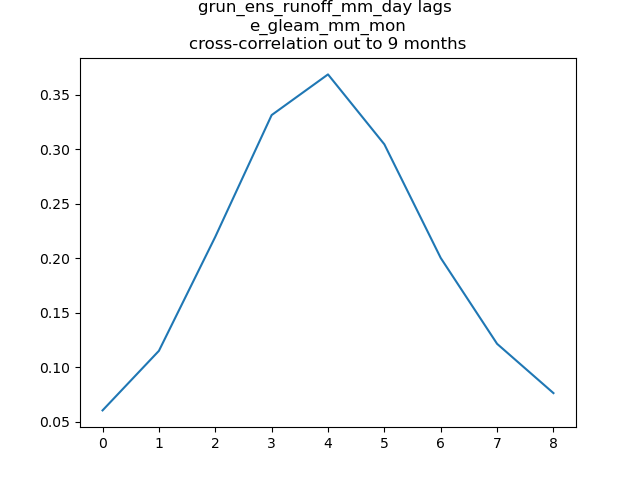 grun_ens_runoff_mm_day lags
e_gleam_mm_mon
cross-correlation out to 9 months
0.35
0.30
0.25
0.20
0.15
0.10
0.05
0 1 2 3 4 5 6 7 8